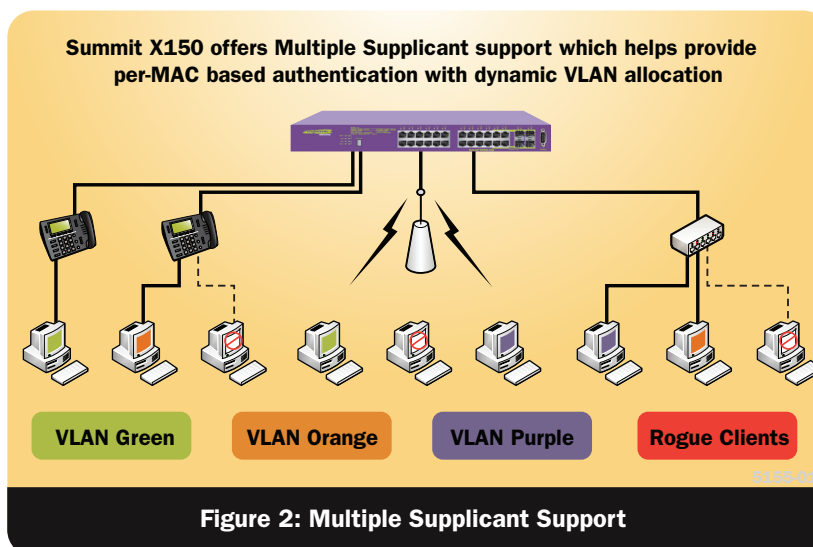 Summit X150 offers Multiple Supplicant support which helps provide
per-MAC based authentication with dynamic VLAN allocation
VLAN Green
VLAN Orange
VLAN Purple
Rogue Clients
Figure 2: Multiple Supplicant Support